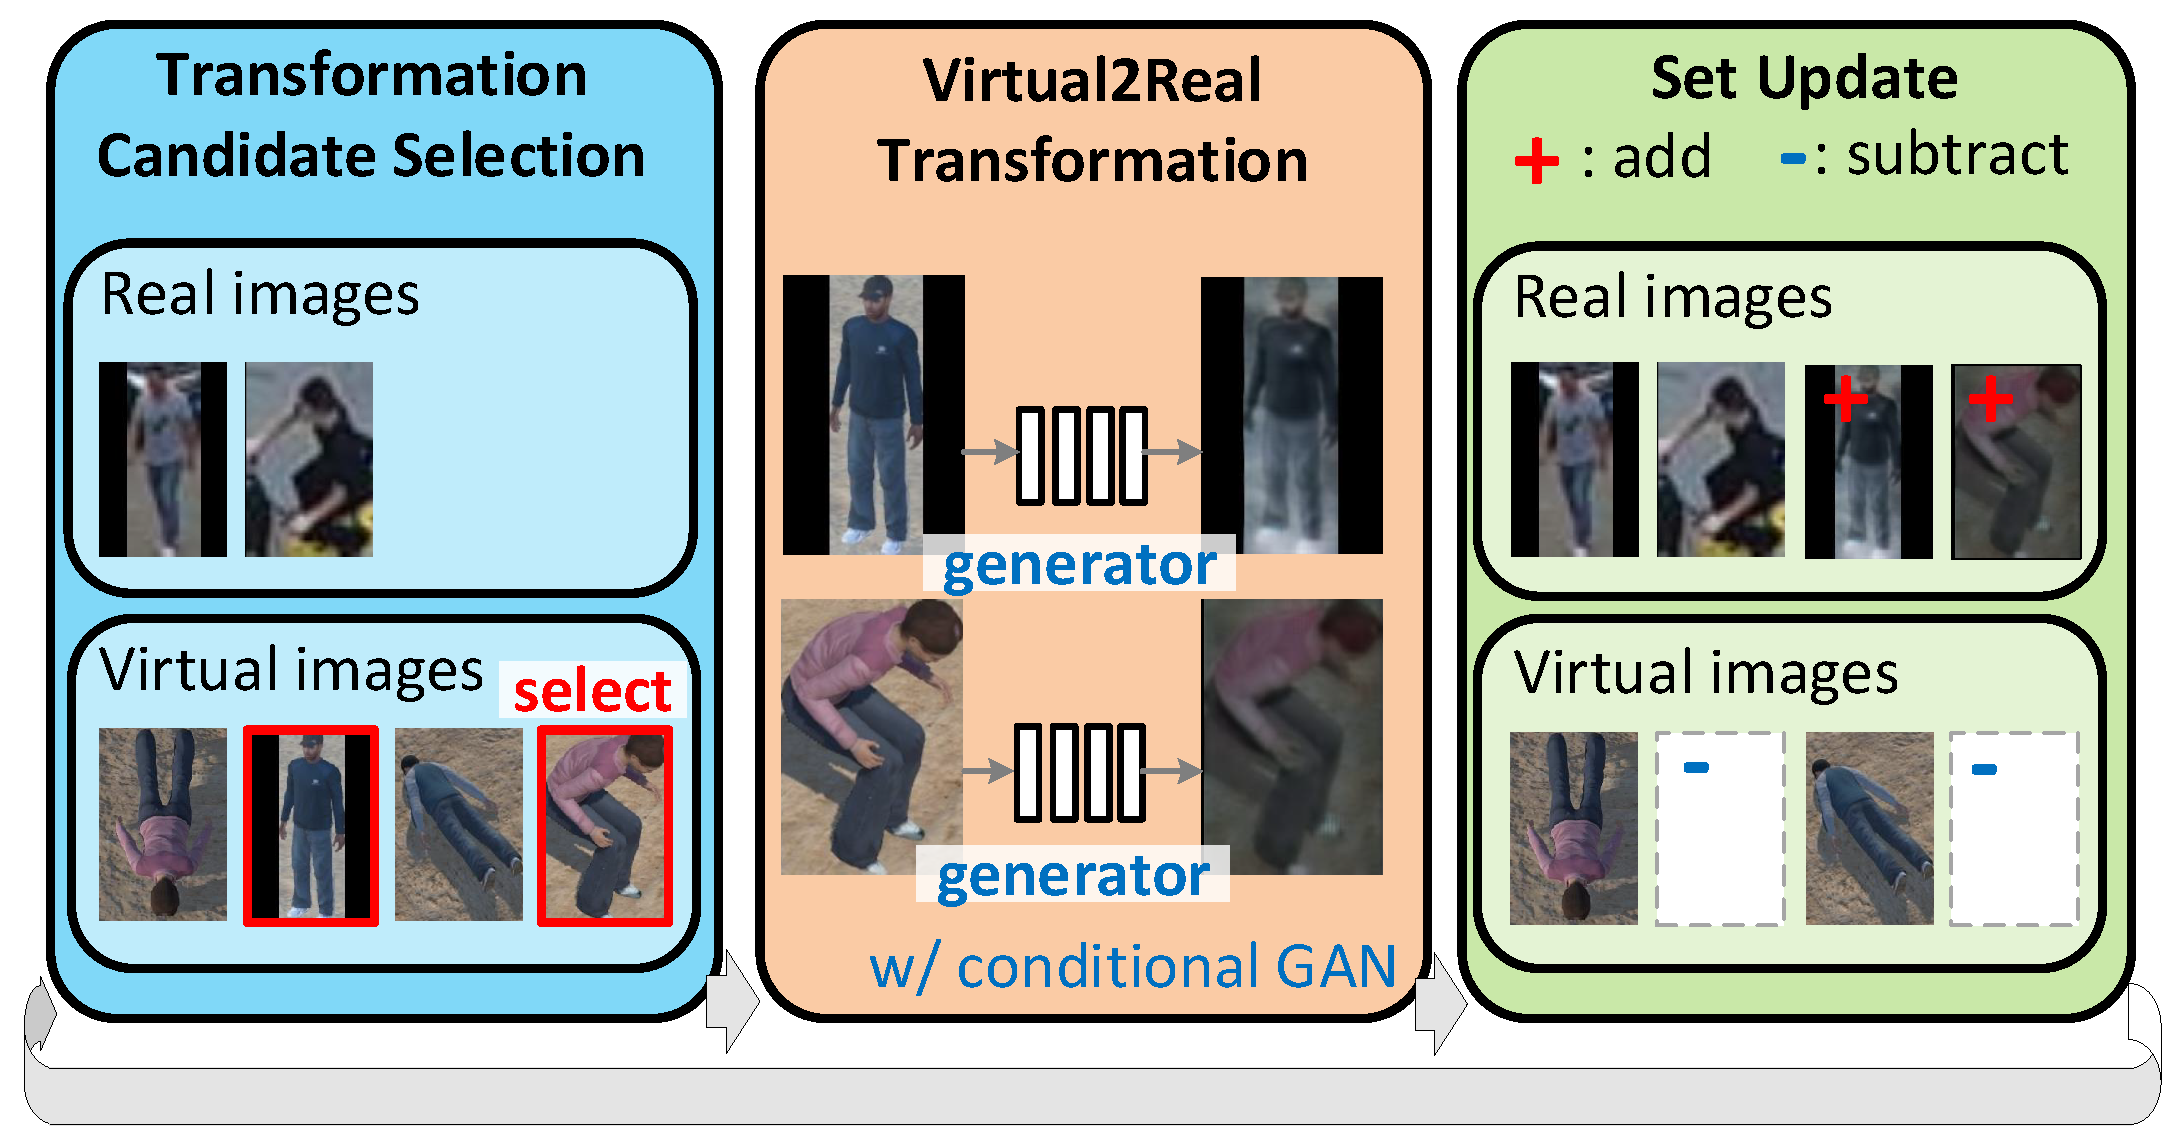 Transformation
Candidate Selection
Real images
Virtual images
select
Virtual2Real
Transformation
generator
generator
w/ conditional GAN
Set Update
+ : add -: subtract
Real images
+ +
Virtual images
- -